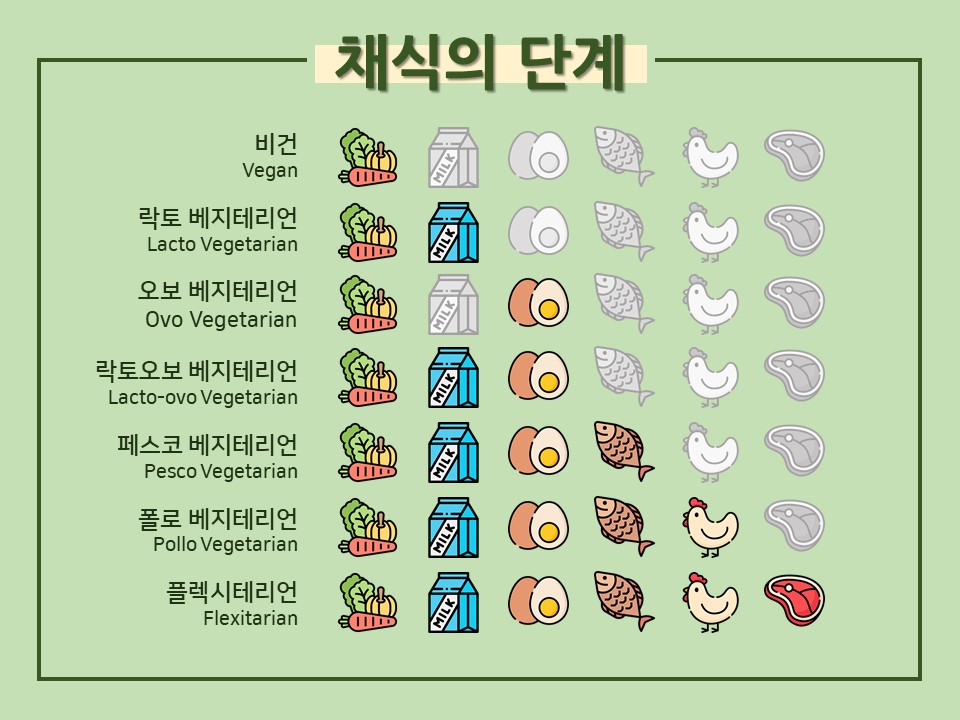 채식의 단계
비건
Vegan
락토 베지테리언
Lacto Vegetarian
오보 베지테리언
Ovo Vegetarian
락토오보 베지테리언
Lacto-ovo Vegetarian
페스코 베지테리언
Pesco Vegetarian
폴로 베지테리언
Pollo Vegetarian
플렉시테리언
Flexitarian
MILK
MILK
MILK
MILK
MILK
MILK
MILK